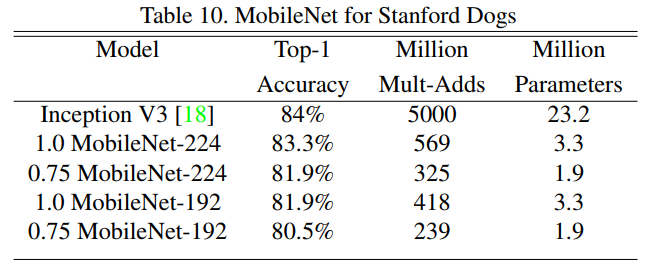 Table 10. MobileNet for Stanford Dogs
Model Top-1 Million Million
Accuracy Mult-Adds Parameters
Inception V3 [18] 84% 5000 23.2
1.0 MobileNet-224 83.3% 569 3.3
0.75 MobileNet-224 81.9% 325 1.9
1.0 MobileNet-192 81.9% 418 3.3
0.75 MobileNet-192 80.5% 239 1.9